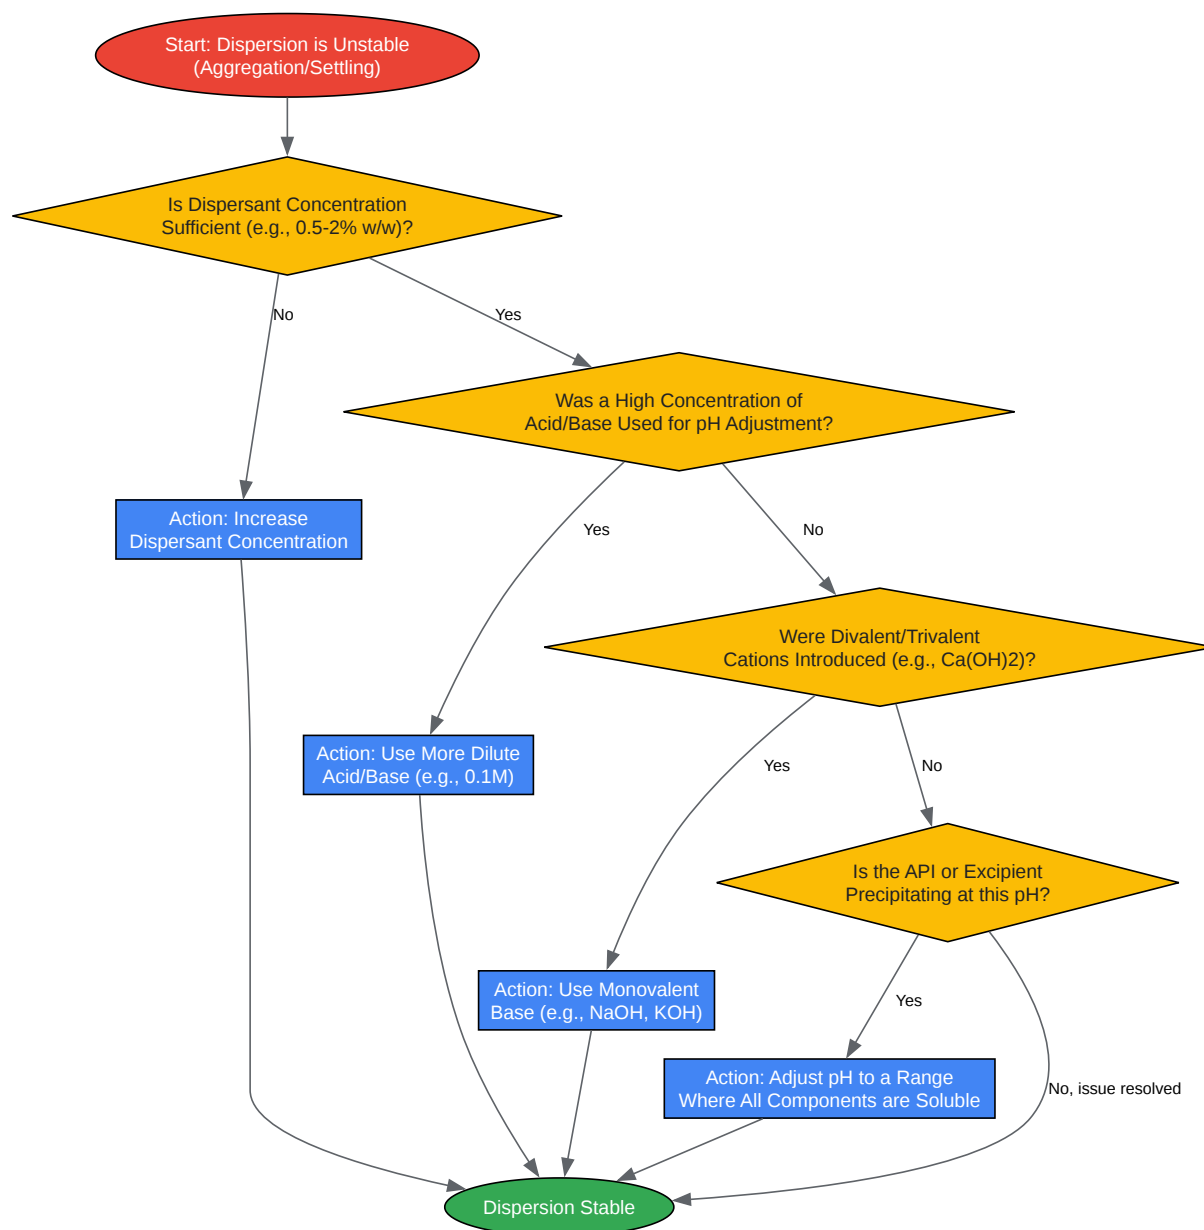 Start: Dispersion is Unstable
(Aggregation/Settling)
Is Dispersant Concentration
Sufficient (e.g., 0.5-2% w/w)?
No
Yes
Was a High Concentration of
Acid/Base Used for pH Adjustment?
Action: Increase
Dispersant Concentration
Yes
No
Were Divalent/Trivalent
Cations Introduced (e.g., Ca(OH)2)?
Action: Use More Dilute
Acid/Base (e.g., 0.1M)
Yes
No
Is the API or Excipient
Precipitating at this pH?
Action: Use Monovalent
Base (e.g., NaOH, KOH)
Yes
Action: Adjust pH to a Range
Where All Components are Soluble
No, issue resolved
Dispersion Stable